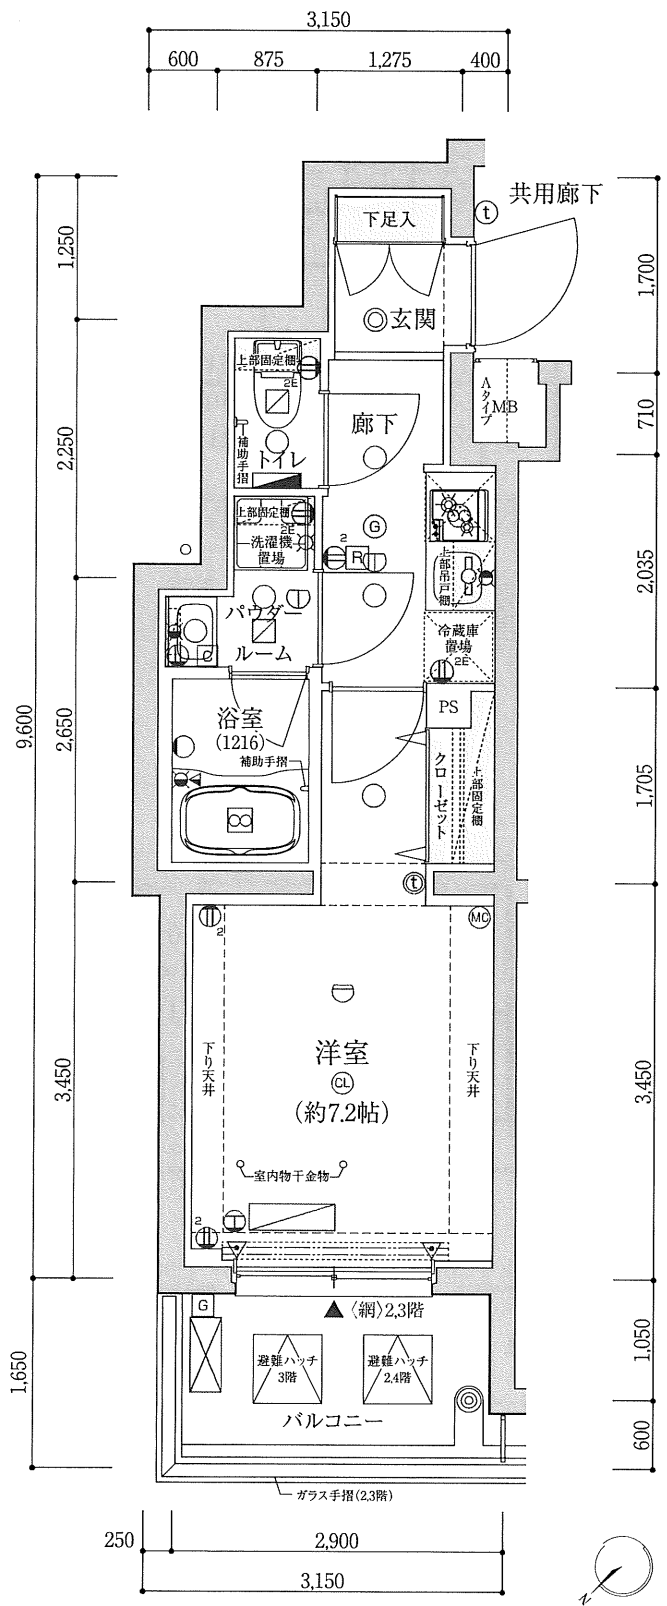 3,150
600 875 1,275 400
共用廊下
t
下足入
1,250
1,700
◎玄関
上部固定棚
2E
Aタイプ
MB
710
廊下
2,250
補助手摺
トイレ
上部固定棚
2E
洗濯機
置場
G
2
R
上部吊戸棚
2,035
パウダー
ルーム
C
冷蔵庫
置場
2E
9,600
2,650
浴室
(1216)
補助手摺
PS
クローゼット
上部固定棚
1,705
t
2
MC
下り天井
洋室
CL
(約7.2帖)
下り天井
3,450
3,450
室内物干金物
2
G
▲〈網〉2,3階
1,650
避難ハッチ
3階
避難ハッチ
2,4階
1,050
バルコニー
600
ガラス手摺(2,3階)
250 2,900
3,150
N